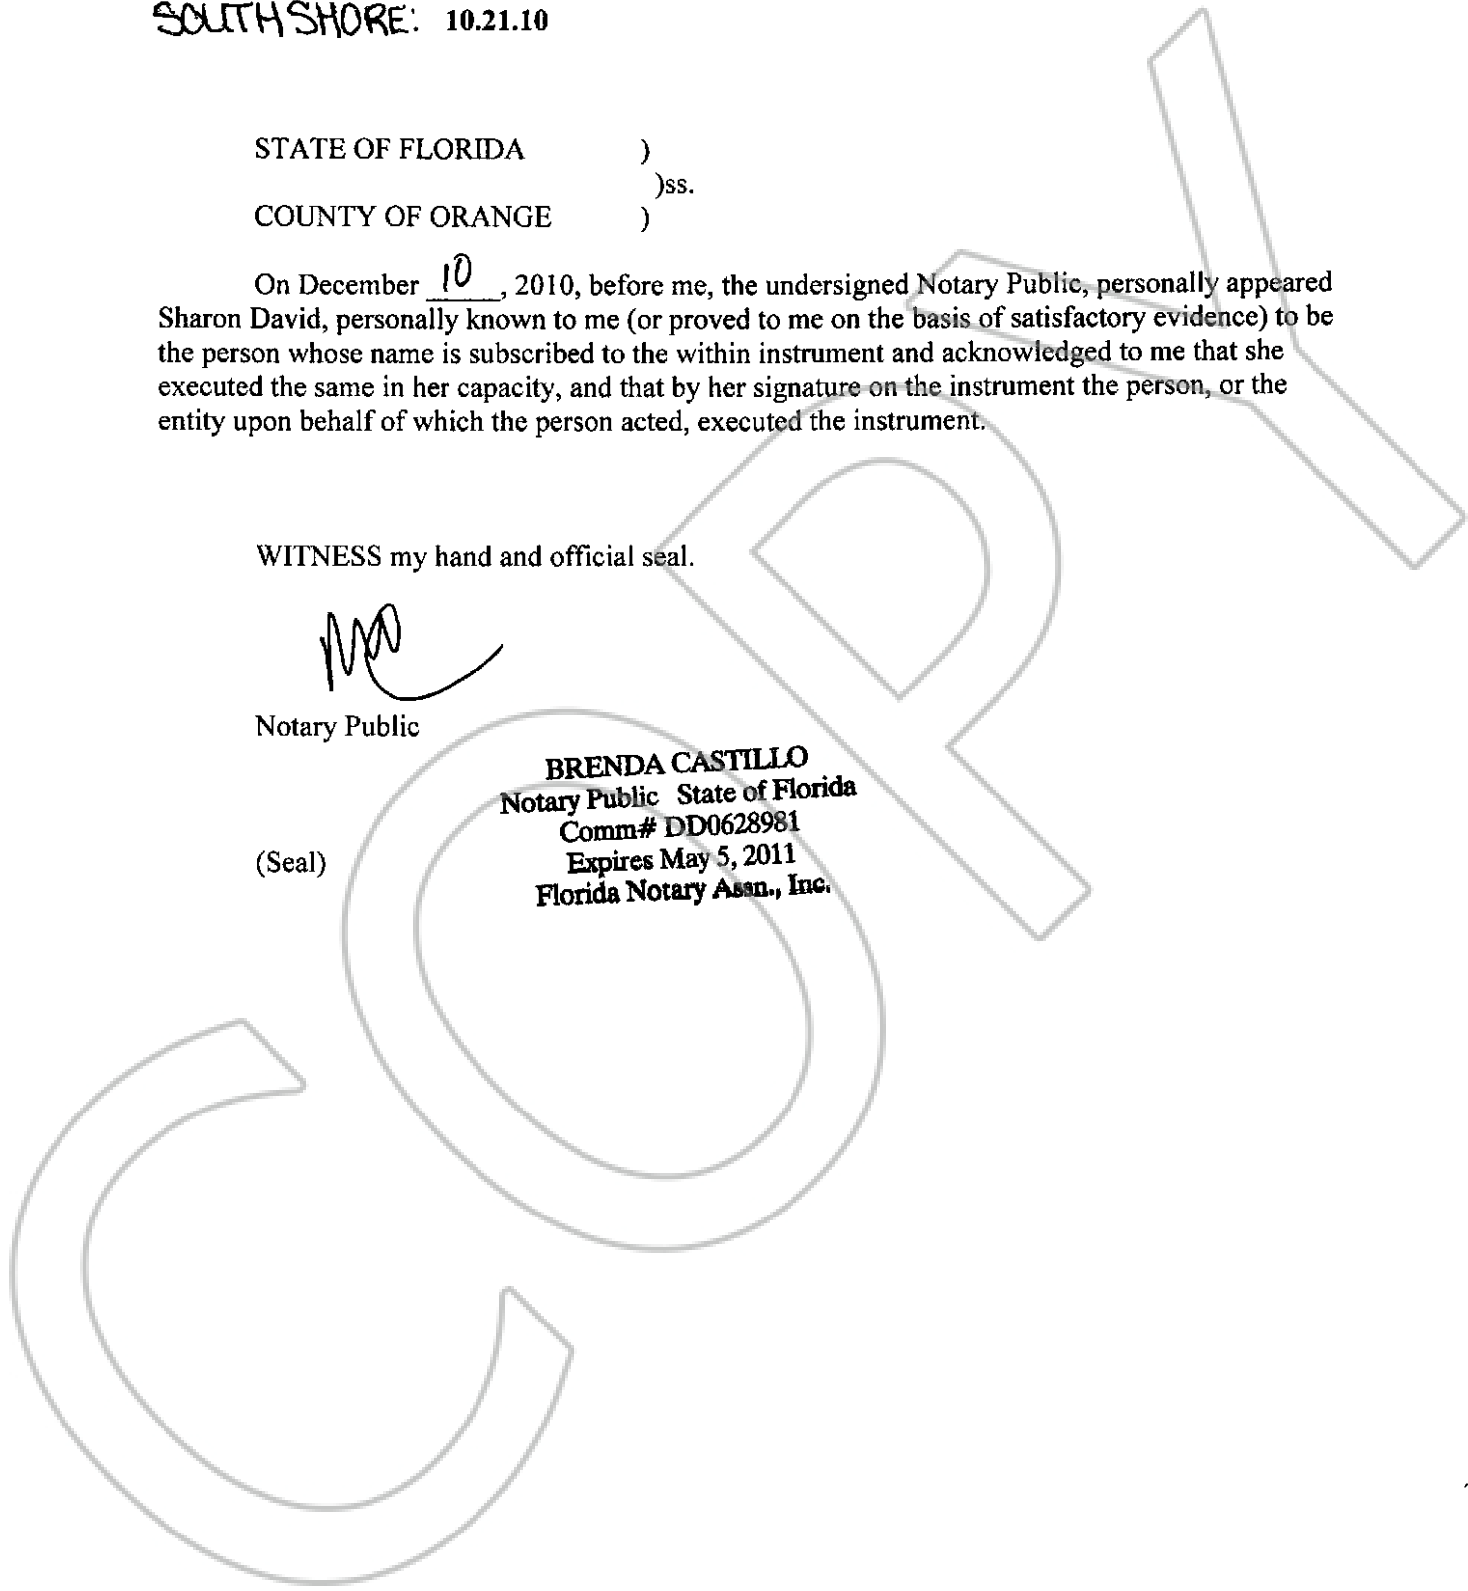 SOUTH SHORE: 10.21.10
STATE OF FLORIDA )
)ss.
COUNTY OF ORANGE )
On December 10, 2010, before me, the undersigned Notary Public, personally appeared
Sharon David, personally known to me (or proved to me on the basis of satisfactory evidence) to be
the person whose name is subscribed to the within instrument and acknowledged to me that she
executed the same in her capacity, and that by her signature on the instrument the person, or the
entity upon behalf of which the person acted, executed the instrument.
WITNESS my hand and official seal.
Notary Public
BRENDA CASTILLO
Notary Public State of Florida
Comm# DD0628981
(Seal)
Expires May 5, 2011
Florida Notary Assn., Inc.
COPY